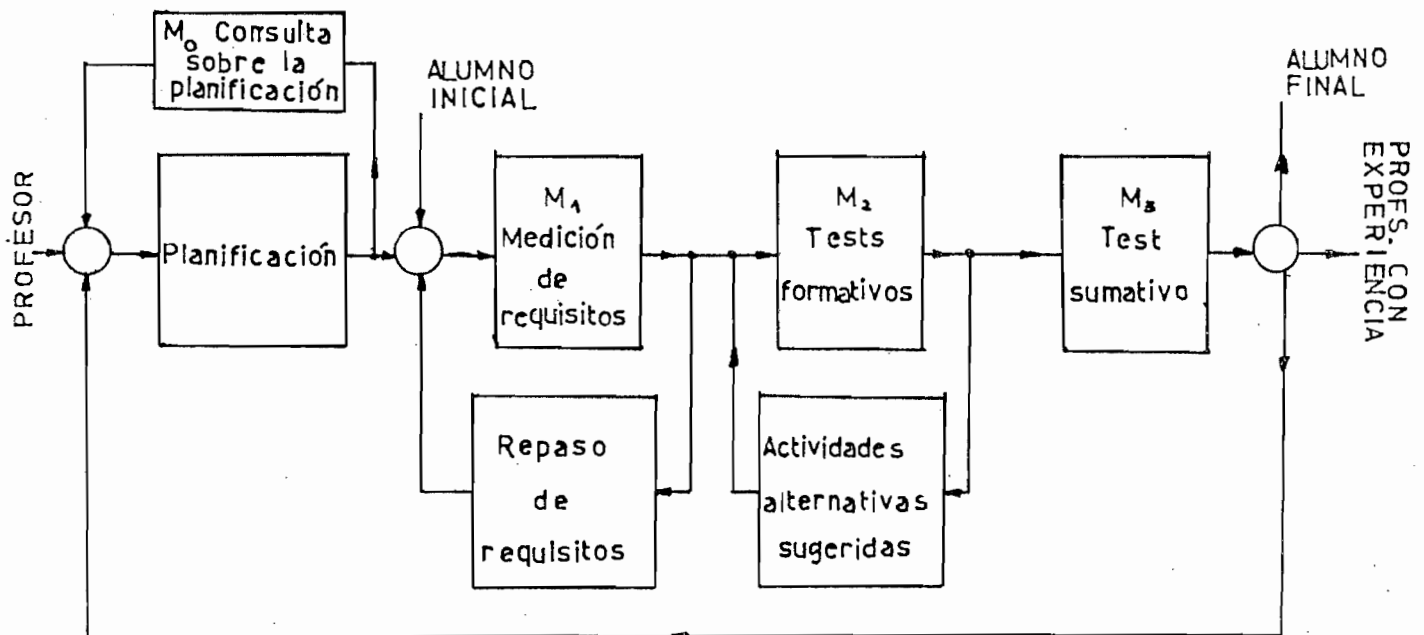 M₀ Consulta
sobre la
planificación
ALUMNO
INICIAL
ALUMNO
FINAL
PROFESOR
Planificación
M₁
Medición
de
requisitos
M₂
Tests
formativos
M₃
Test
sumativo
PROFS. CON
EXPERIENCIA
Repaso
de
requisitos
Actividades
alternativas
sugeridas